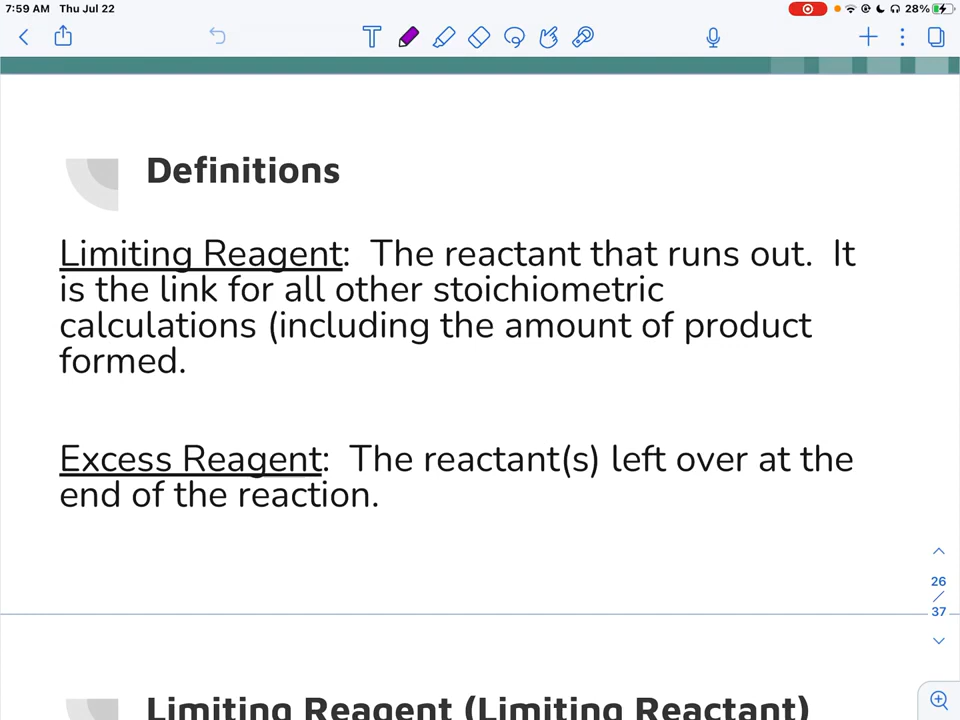 7:59 AM Thu Jul 22
28%
Definitions
Limiting Reagent:  The reactant that runs out.  It
is the link for all other stoichiometric
calculations (including the amount of product
formed.
Excess Reagent:  The reactant(s) left over at the
end of the reaction.
26
/
37
Limiting Reagent (Limiting Reactant)